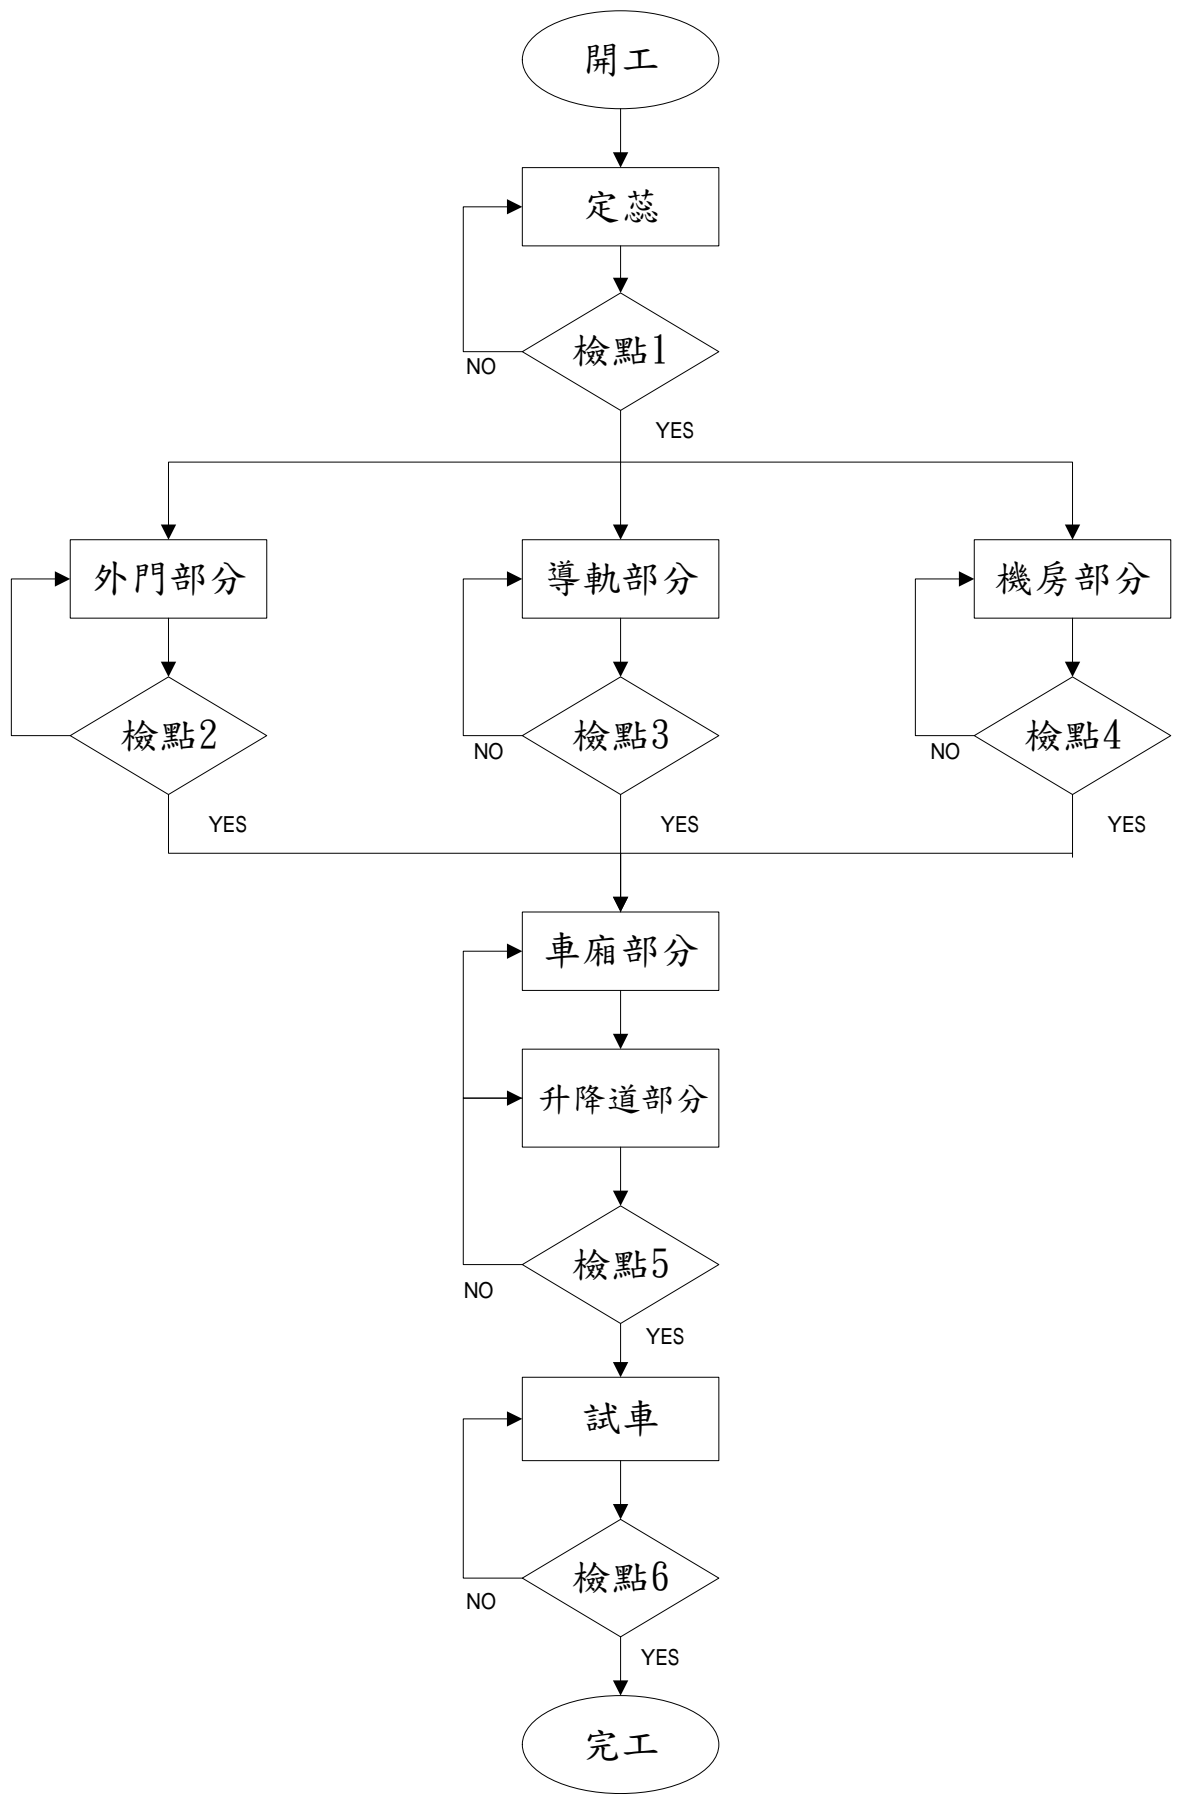 開工
定蕊
檢點1
NO
YES
外門部分
導軌部分
機房部分
檢點2
檢點3
檢點4
NO
NO
YES
YES
YES
車廂部分
升降道部分
檢點5
NO
YES
試車
檢點6
NO
YES
完工